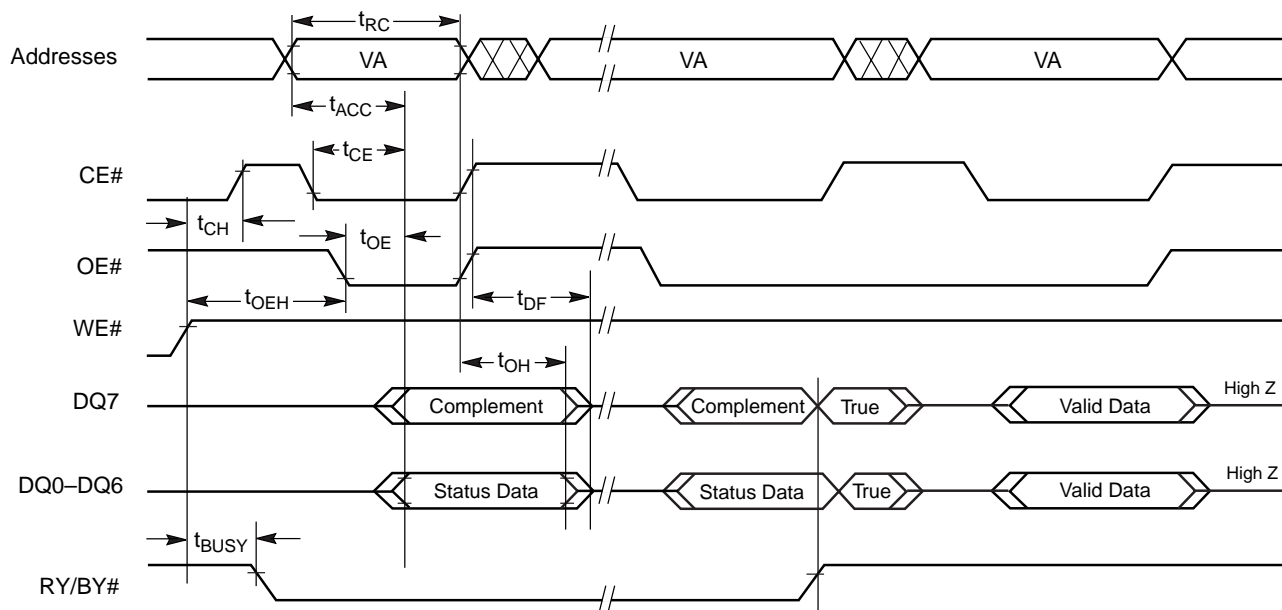 tRC
Addresses VA VA VA
tACC
tCE
CE#
tCH tOE
OE#
tOEH tDF
WE#
tOH
DQ7 Complement Complement True Valid Data High Z
DQ0–DQ6 Status Data Status Data True Valid Data High Z
tBUSY
RY/BY#